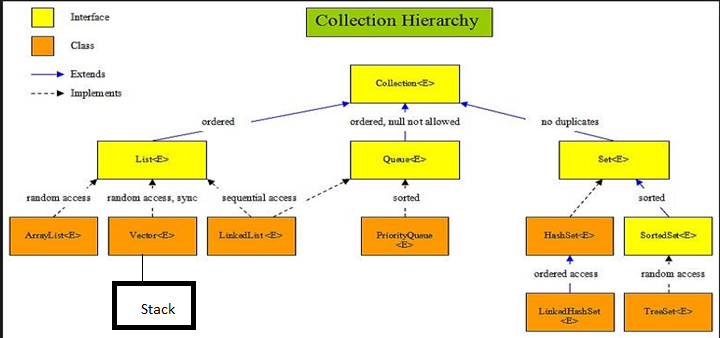 Collection Hierarchy
Interface
Class
Extends
Implements
Collection<E>
ordered
ordered, null not allowed
no duplicates
List<E>
Queue<E>
Set<E>
random access
random access, sync
sequential access
sorted
sorted
ArrayList<E>
Vector<E>
LinkedList<E>
PriorityQueue
<E>
HashSet<E>
SortedSet<E>
ordered access
random access
Stack
LinkedHashSet
<E>
TreeSet<E>